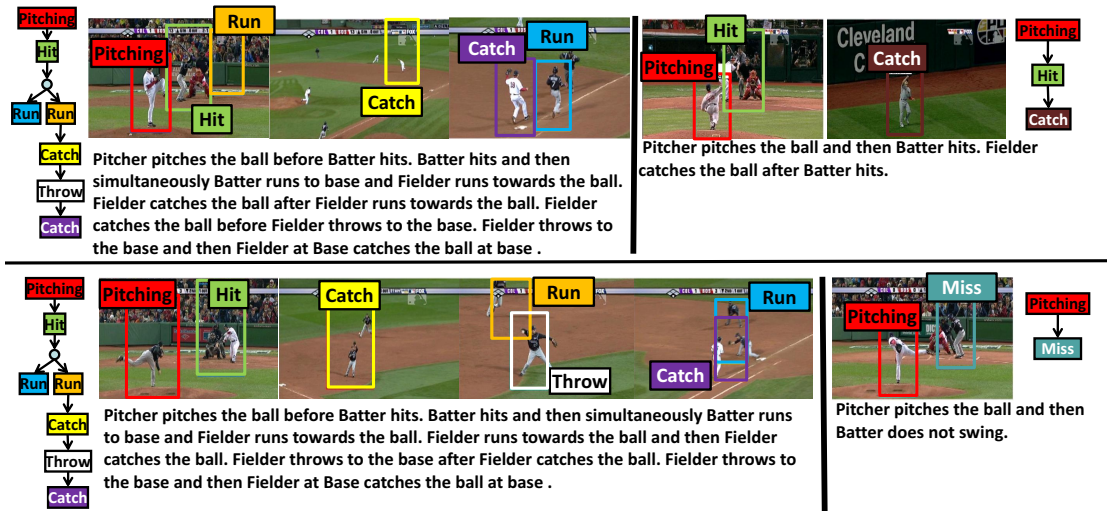 Pitching
Hit
Run Run
Catch
Throw
Catch
Pitching
Run
Hit
Catch
Catch
Run
Pitcher pitches the ball before Batter hits. Batter hits and then
simultaneously Batter runs to base and Fielder runs towards the ball.
Fielder catches the ball after Fielder runs towards the ball. Fielder
catches the ball before Fielder throws to the base. Fielder throws to
the base and then Fielder at Base catches the ball at base .
Hit
Pitching
Cleveland
C
Catch
Pitching
Hit
Catch
Pitcher pitches the ball and then Batter hits. Fielder
catches the ball after Batter hits.
Pitching
Hit
Run Run
Catch
Throw
Catch
Pitching
Hit
Catch
Run
Throw
Run
Catch
Pitcher pitches the ball before Batter hits. Batter hits and then simultaneously Batter runs
to base and Fielder runs towards the ball. Fielder runs towards the ball and then Fielder
catches the ball. Fielder throws to the base after Fielder catches the ball. Fielder throws to
the base and then Fielder at Base catches the ball at base .
Miss
Pitching
Pitching
Miss
Pitcher pitches the ball and then
Batter does not swing.